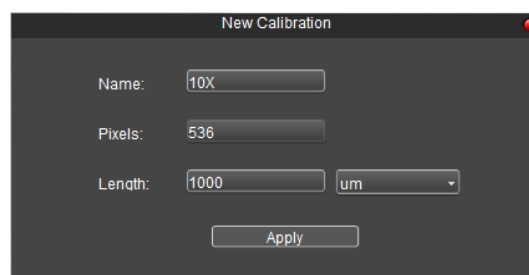 New Calibration
Name: 10X
Pixels: 536
Length: 1000 um
Apply